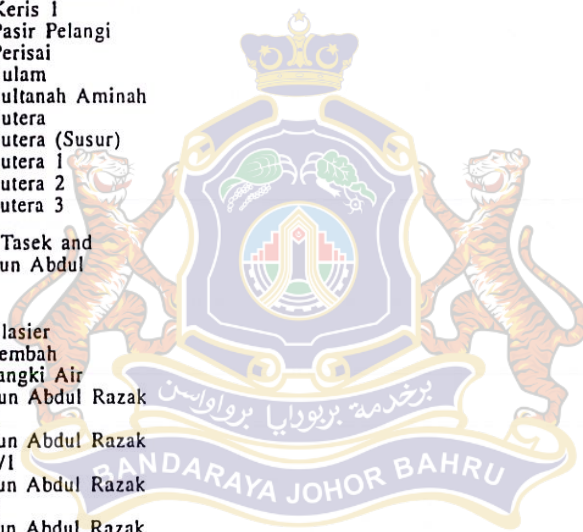 Keris 1
Pasir Pelangi
Perisai
ulam
ultanah Aminah
utera
utera (Susur)
utera 1
utera 2
utera 3
Tasek and
un Abdul
lasier
embah
angki Air
un Abdul Razak
un Abdul Razak
/1
un Abdul Razak
un Abdul Razak
برخدمة بربودايا برواواسن
BANDARAYA JOHOR BAHRU